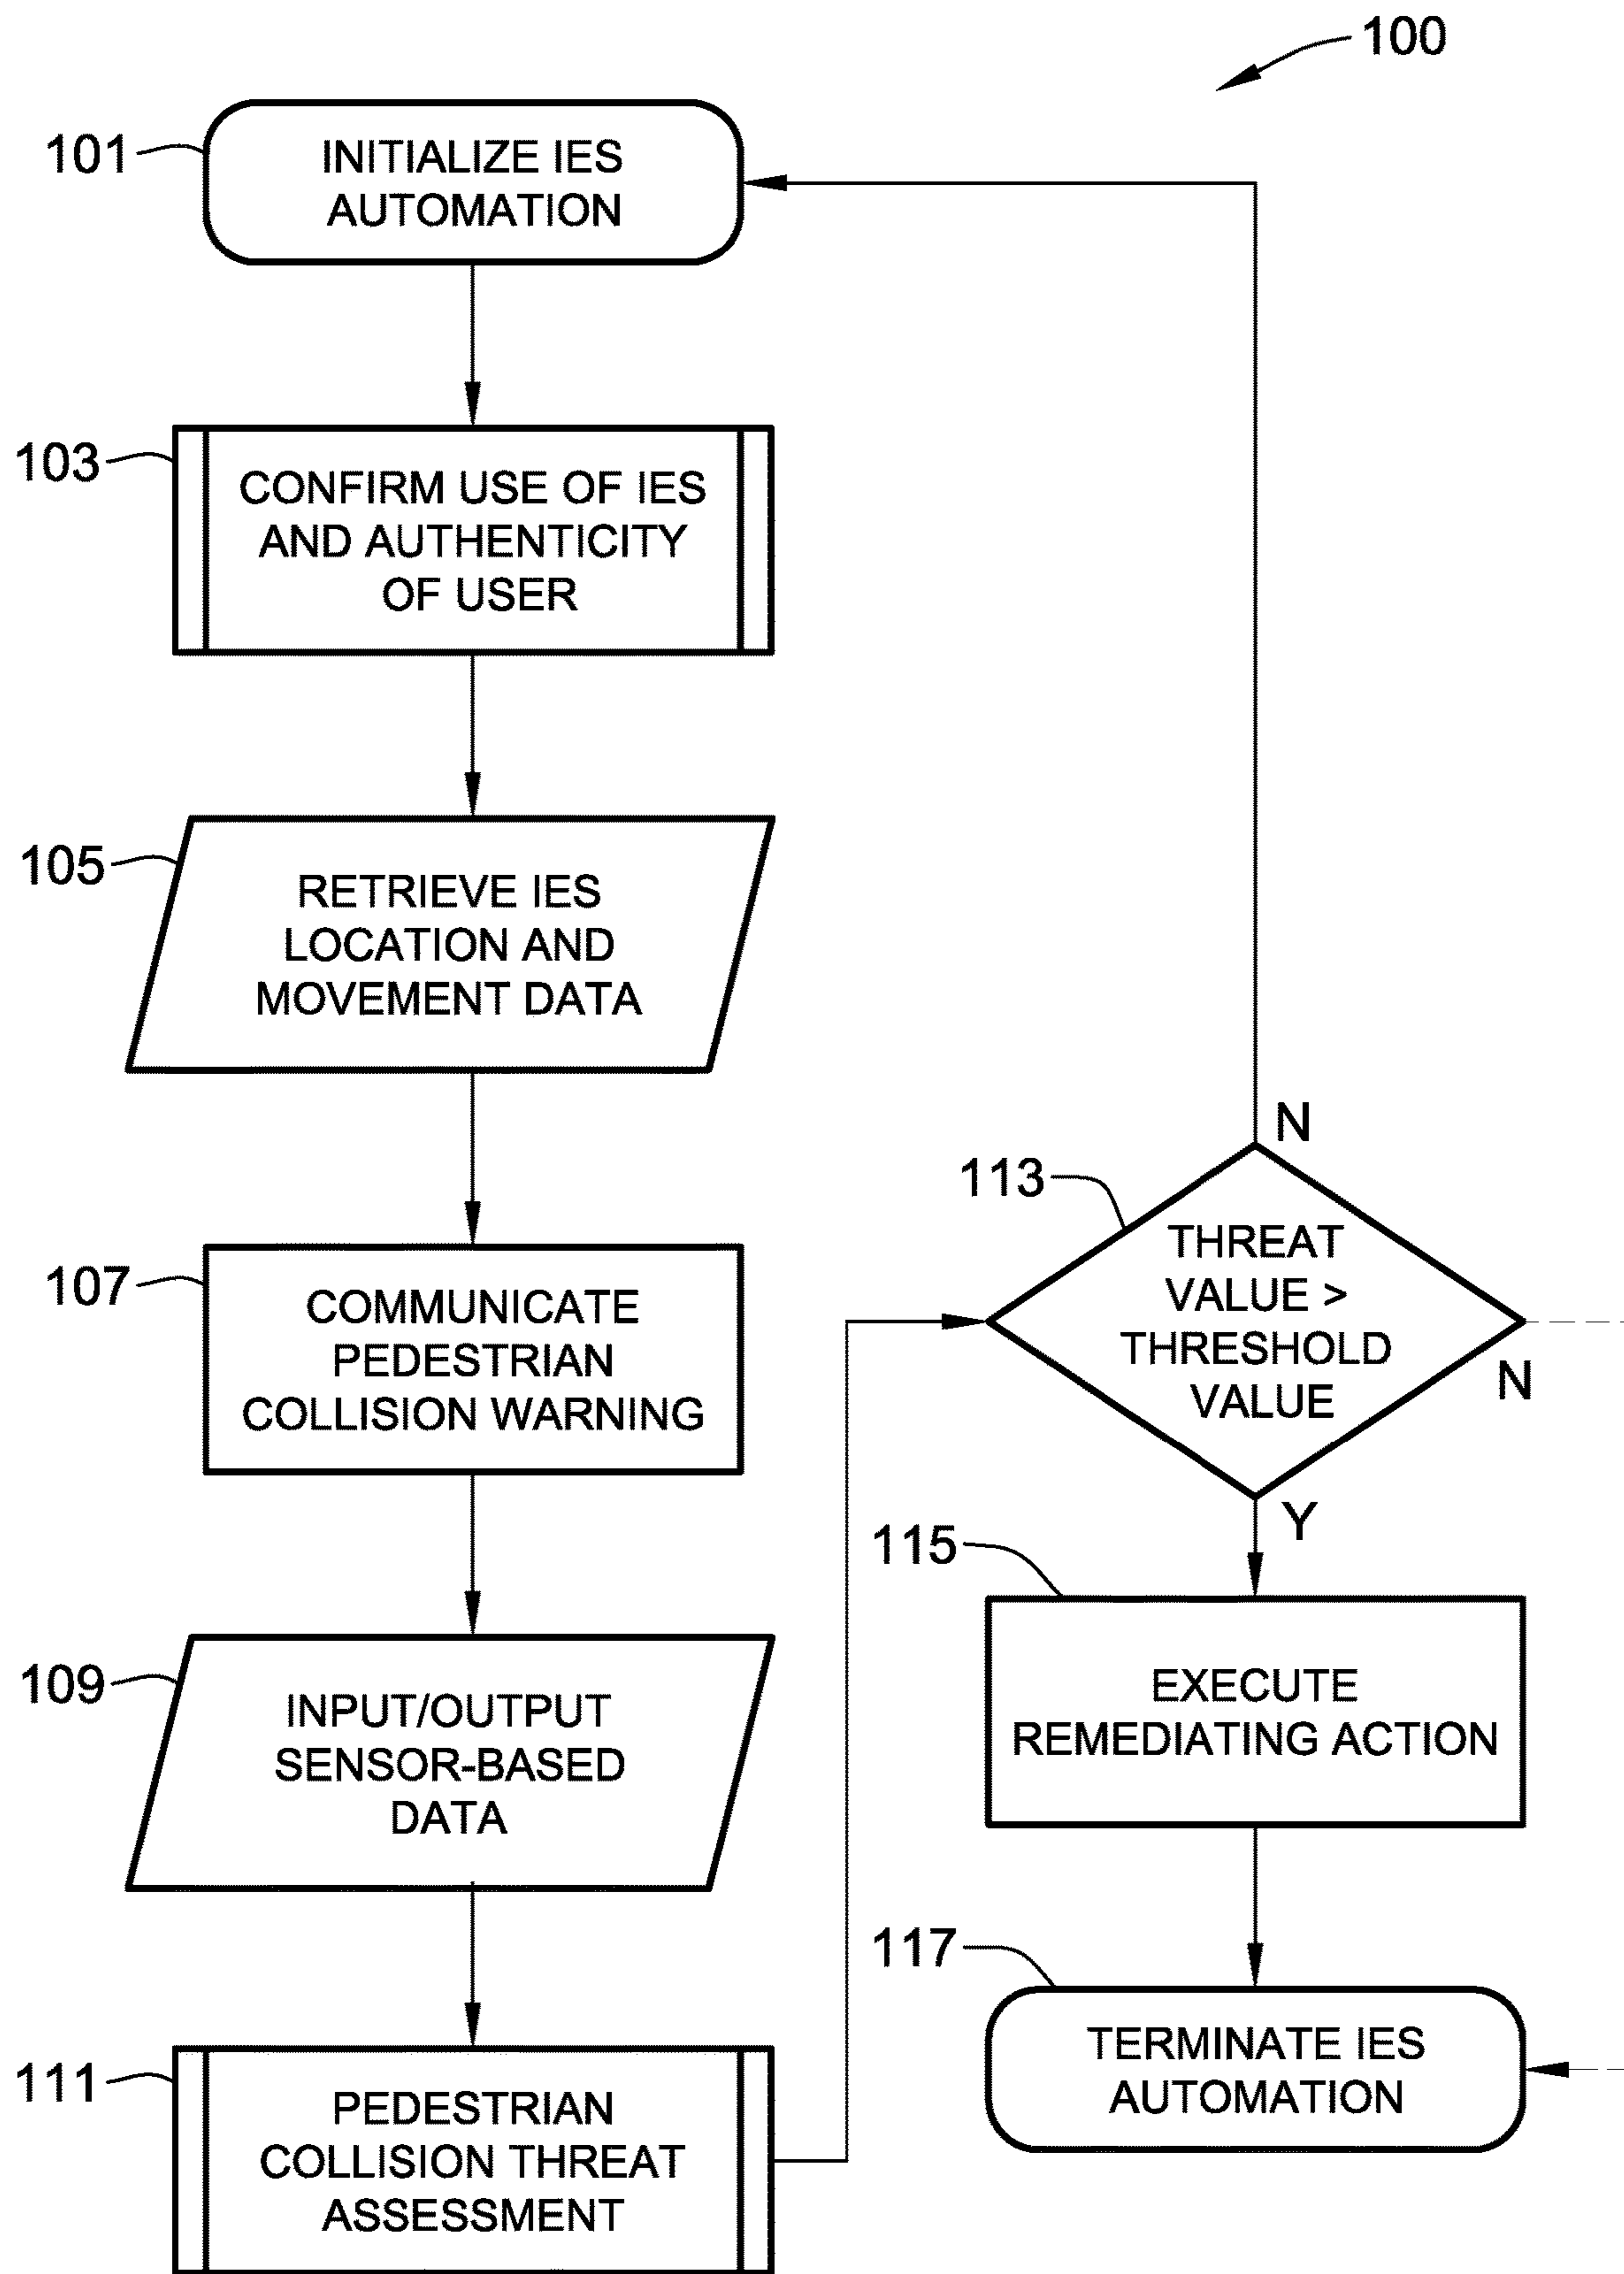 100
101
INITIALIZE IES
AUTOMATION
103
CONFIRM USE OF IES
AND AUTHENTICITY
OF USER
105
RETRIEVE IES
LOCATION AND
MOVEMENT DATA
107
COMMUNICATE
PEDESTRIAN
COLLISION WARNING
109
INPUT/OUTPUT
SENSOR-BASED
DATA
111
PEDESTRIAN
COLLISION THREAT
ASSESSMENT
N
113
THREAT
VALUE >
THRESHOLD
VALUE
N
Y
115
EXECUTE
REMEDIATING ACTION
117
TERMINATE IES
AUTOMATION